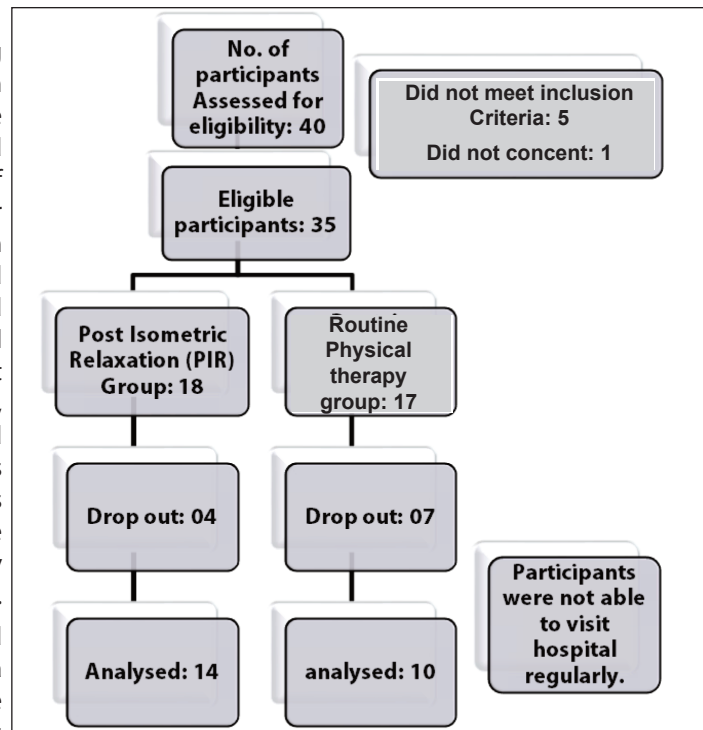 No. of
participants
Assessed for
eligibility: 40
Did not meet inclusion
Criteria: 5
Did not concent: 1
Eligible
participants: 35
Post Isometric
Relaxation (PIR)
Group: 18
Routine
Physical
therapy
group: 17
Drop out: 04
Drop out: 07
Participants
were not able
to visit
hospital
regularly.
Analysed: 14
analysed: 10